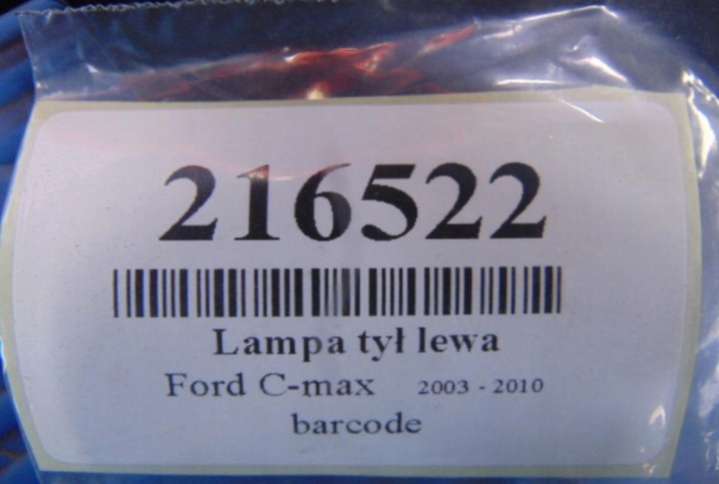 216522
Lampa tył lewa
Ford C-max 2003 - 2010
barcode